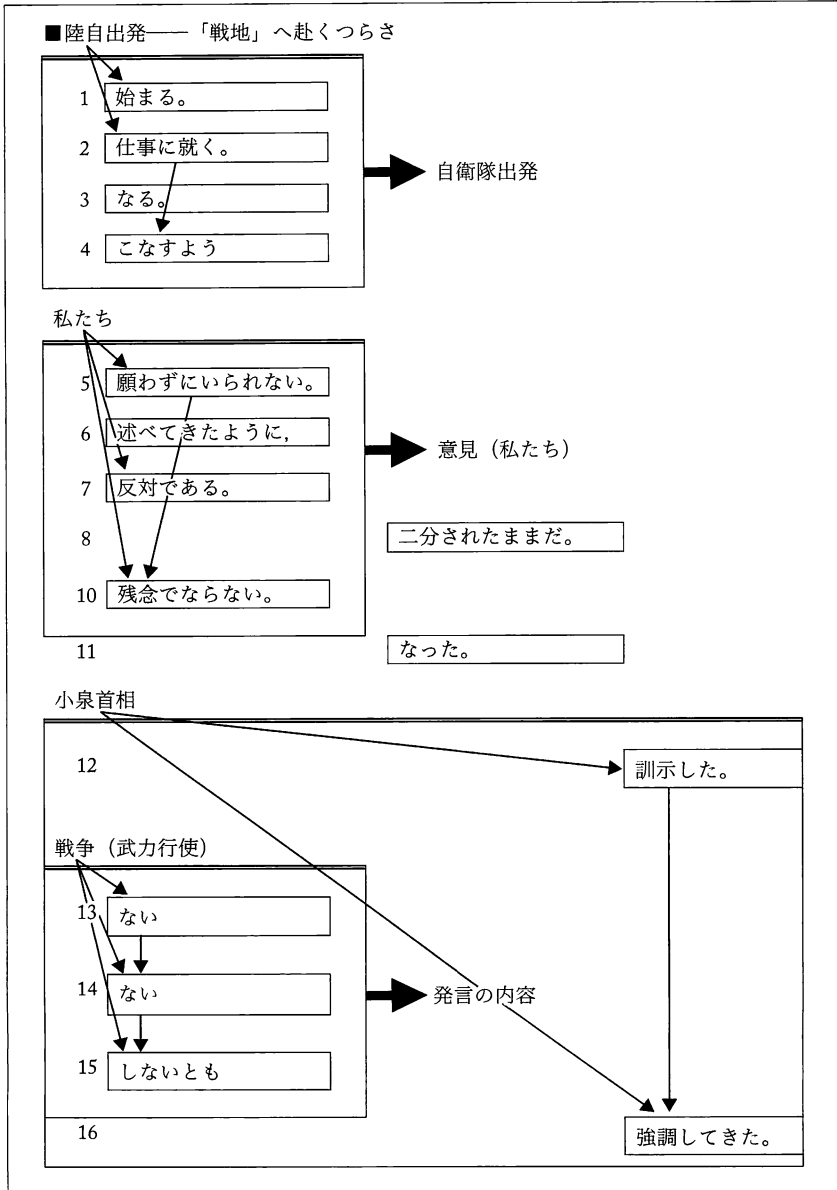 ■陸自出発――「戦地」へ赴くつらさ
1 始まる。
2 仕事に就く。
自衛隊出発
3 なる。
4 こなすよう
私たち
5 願わずにいられない。
6 述べてきたように,
意見（私たち）
7 反対である。
8 二分されたままだ。
10 残念でならない。
11 なった。
小泉首相
12 訓示した。
戦争（武力行使）
13 ない
14 ない
発言の内容
15 しないとも
16 強調してきた。